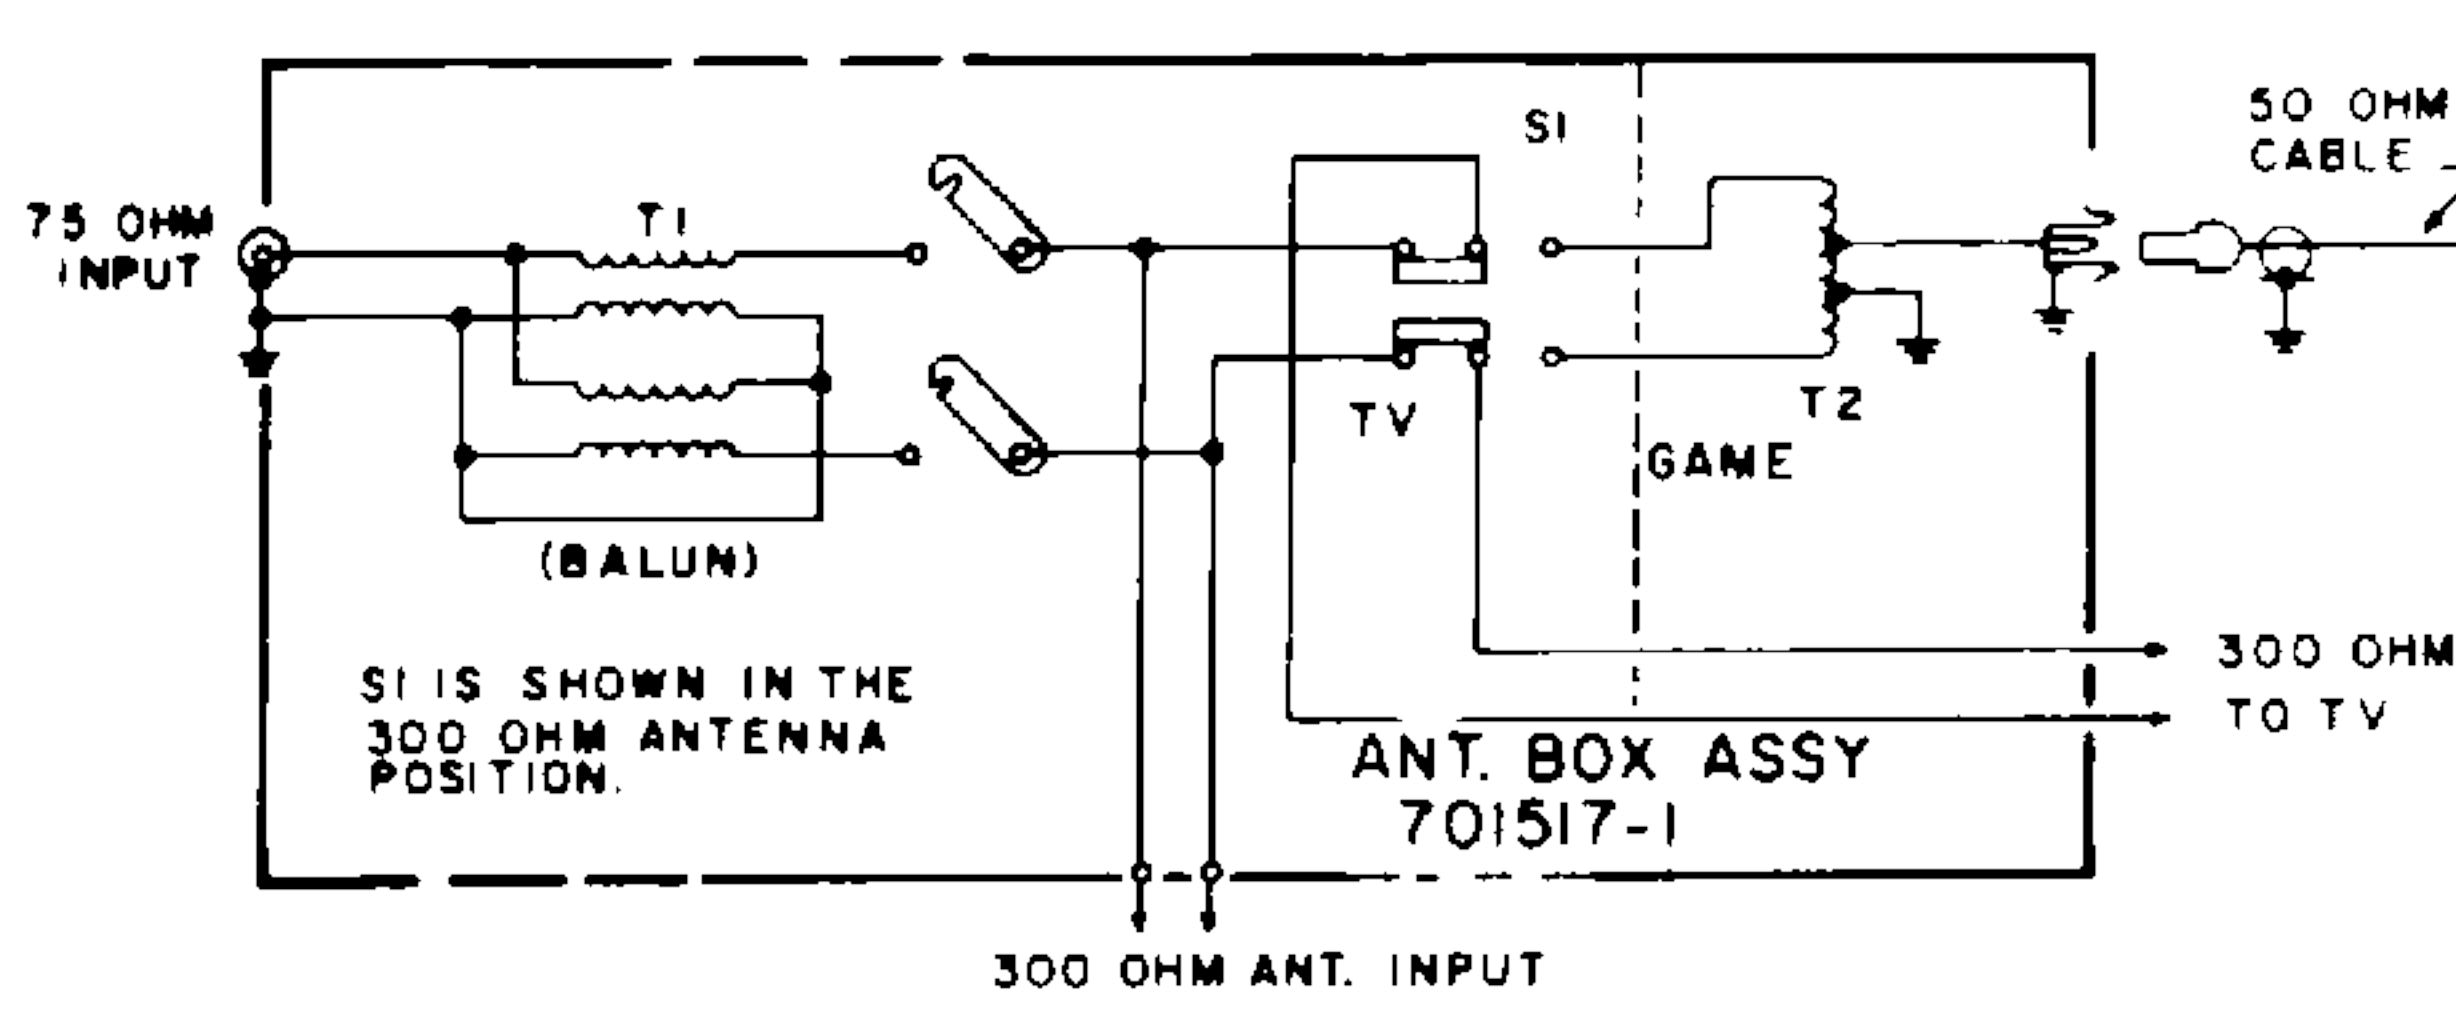 75 OHM
INPUT
T1
S1
50 OHM
CABLE
TV
T2
GAME
(BALUN)
S1 IS SHOWN IN THE
300 OHM ANTENNA
POSITION.
300 OHM
TO TV
ANT. BOX ASSY
701517-1
300 OHM ANT. INPUT